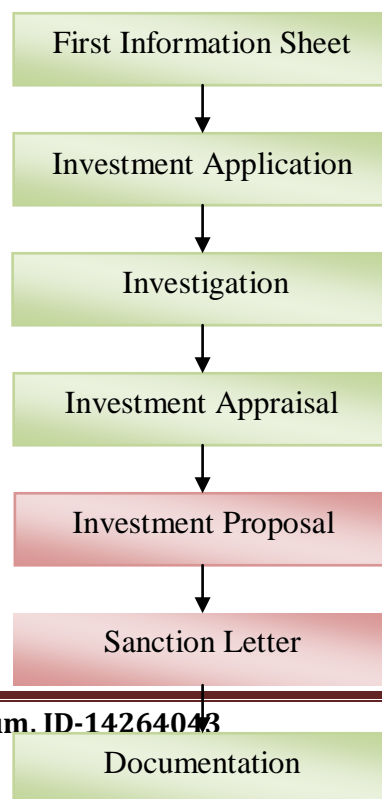 First Information Sheet
Investment Application
Investigation
Investment Appraisal
Investment Proposal
Sanction Letter
ID-14264043
Documentation